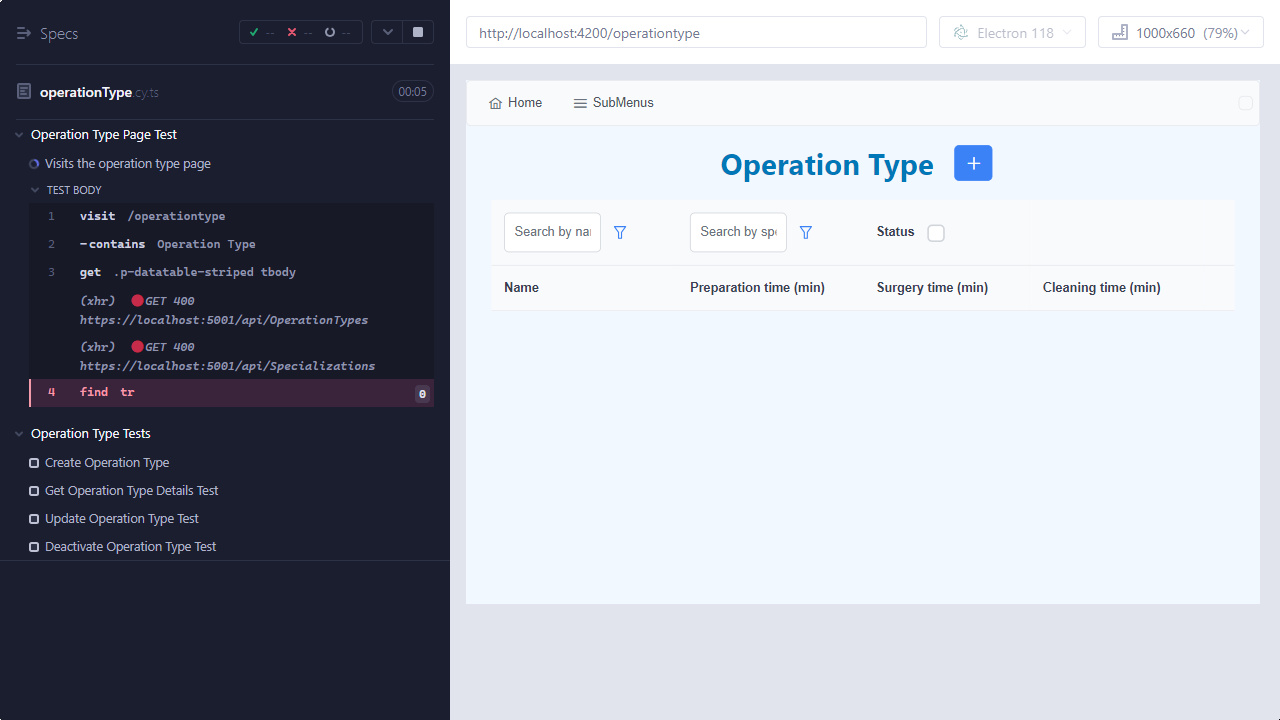 Specs
-- -- --
operationType.cy.ts 00:05
Operation Type Page Test
Visits the operation type page
TEST BODY
1 visit /operationtype
2 -contains Operation Type
3 get .p-datatable-striped tbody
(xhr) GET 400
https://localhost:5001/api/OperationTypes
(xhr) GET 400
https://localhost:5001/api/Specializations
4 find tr 0
Operation Type Tests
Create Operation Type
Get Operation Type Details Test
Update Operation Type Test
Deactivate Operation Type Test
http://localhost:4200/operationtype Electron 118 1000x660 (79%)
Home SubMenus
Operation Type +
Search by nar Search by spe Status
Name Preparation time (min) Surgery time (min) Cleaning time (min)